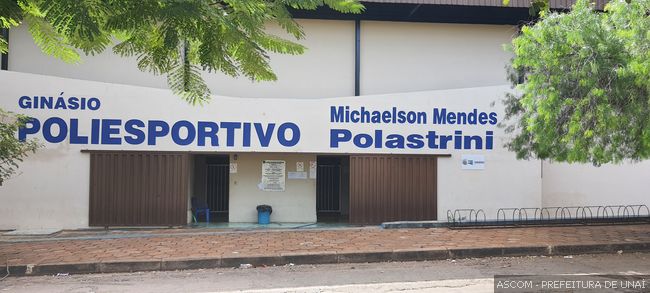 GINÁSIO
POLIESPORTIVO
Michaelson Mendes
Polastrini
ASCOM - PREFEITURA DE UNAÍ